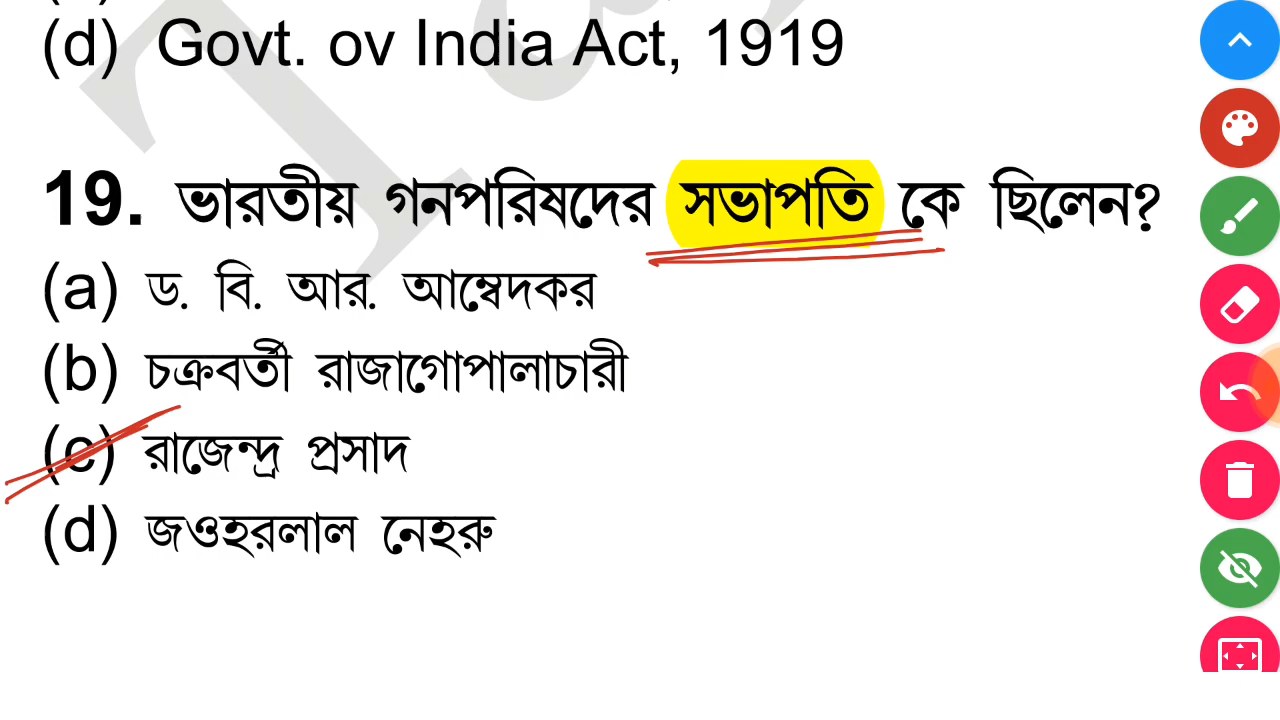 (d) Govt. ov India Act, 1919
19. ভারতীয় গনপরিষদের সভাপতি কে ছিলেন?
(a) ড. বি. আর. আম্বেদকর
(b) চক্রবর্তী রাজাগোপালাচারী
(c) রাজেন্দ্র প্রসাদ
(d) জওহরলাল নেহরু